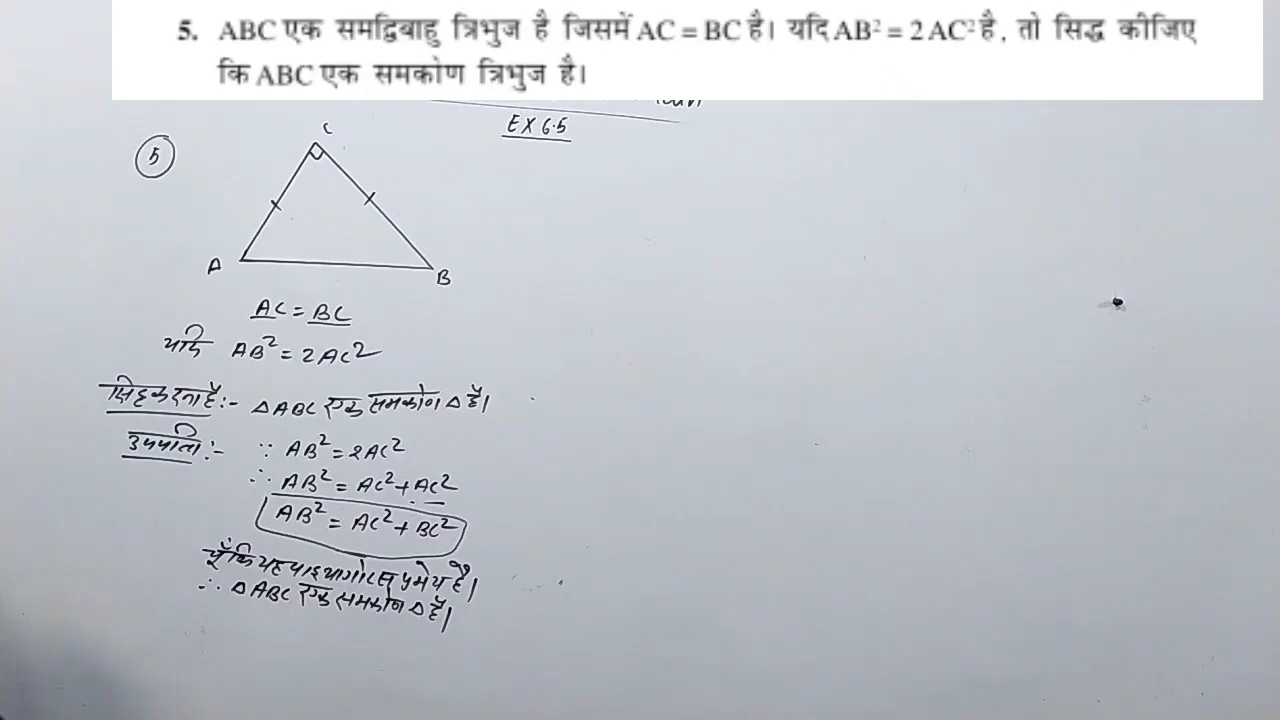 5. ABC एक समद्विबाहु त्रिभुज है जिसमें AC = BC है। यदि AB² = 2 AC² है, तो सिद्ध कीजिए
कि ABC एक समकोण त्रिभुज है।
EX 6.5
5
C
A
B
AC = BC
यदि AB² = 2AC²
सिद्ध करना है:- △ABC एक समकोण △ है।
उपपत्ति:- ∵ AB² = 2AC²
∴ AB² = AC² + AC²
AB² = AC² + BC²
चूँकि यह पाइथागोरस प्रमेय है।
∴ △ABC एक समकोण △ है।